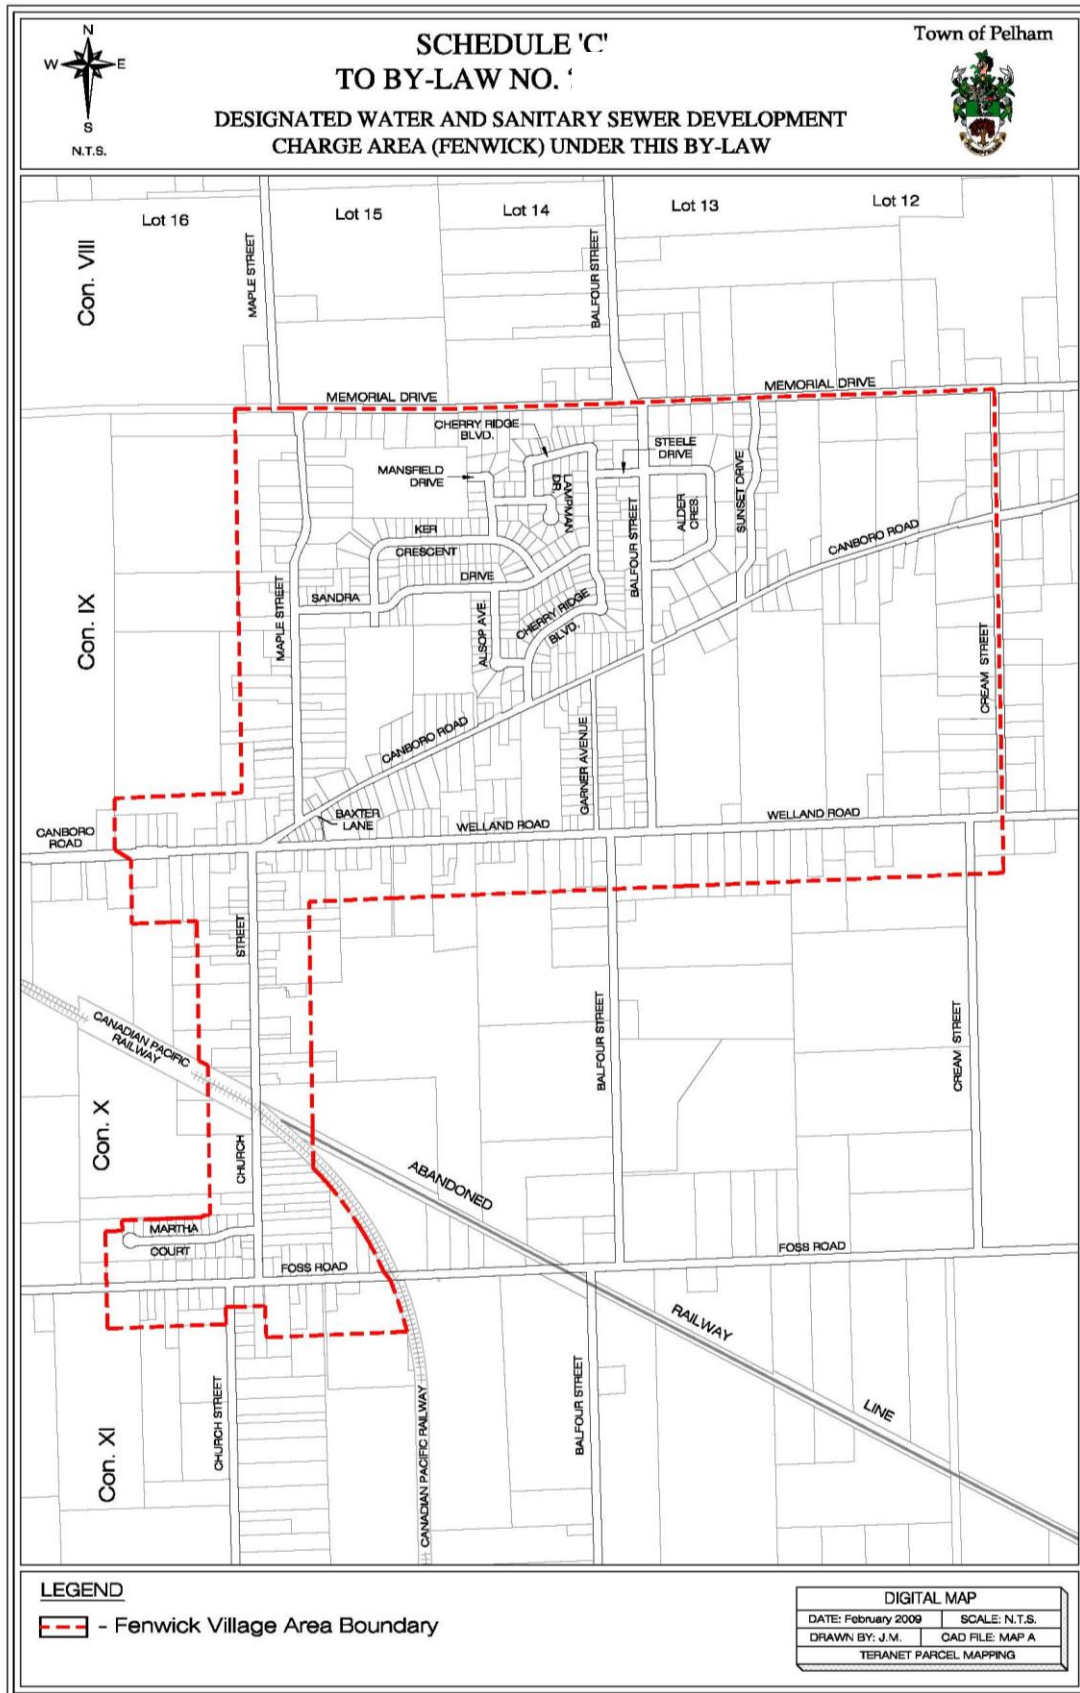 N
W E
S
N.T.S.
SCHEDULE 'C'
TO BY-LAW NO.
DESIGNATED WATER AND SANITARY SEWER DEVELOPMENT
CHARGE AREA (FENWICK) UNDER THIS BY-LAW
Town of Pelham
Lot 16
Lot 15
Lot 14
Lot 13
Lot 12
Con. VIII
MAPLE STREET
BALFOUR STREET
MEMORIAL DRIVE
MEMORIAL DRIVE
CHERRY RIDGE
BLVD.
STEELE
DRIVE
MANSFIELD
DRIVE
LAMPMAN
DR.
ALDER
CRES.
SUNSET DRIVE
BALFOUR STREET
KER
CRESCENT
CANBORO ROAD
SANDRA
DRIVE
Con. IX
MAPLE STREET
ALSOP AVE.
CHERRY RIDGE
BLVD.
CREAM STREET
CANBORO ROAD
GARNER AVENUE
BAXTER
LANE
WELLAND ROAD
WELLAND ROAD
CANBORO
ROAD
STREET
CANADIAN PACIFIC
RAILWAY
BALFOUR STREET
CREAM STREET
Con. X
CHURCH
ABANDONED
MARTHA
COURT
FOSS ROAD
FOSS ROAD
RAILWAY
LINE
Con. XI
CHURCH STREET
CANADIAN PACIFIC RAILWAY
BALFOUR STREET
LEGEND
- Fenwick Village Area Boundary
DIGITAL MAP
DATE: February 2009 SCALE: N.T.S.
DRAWN BY: J.M. CAD FILE: MAP A
TERANET PARCEL MAPPING